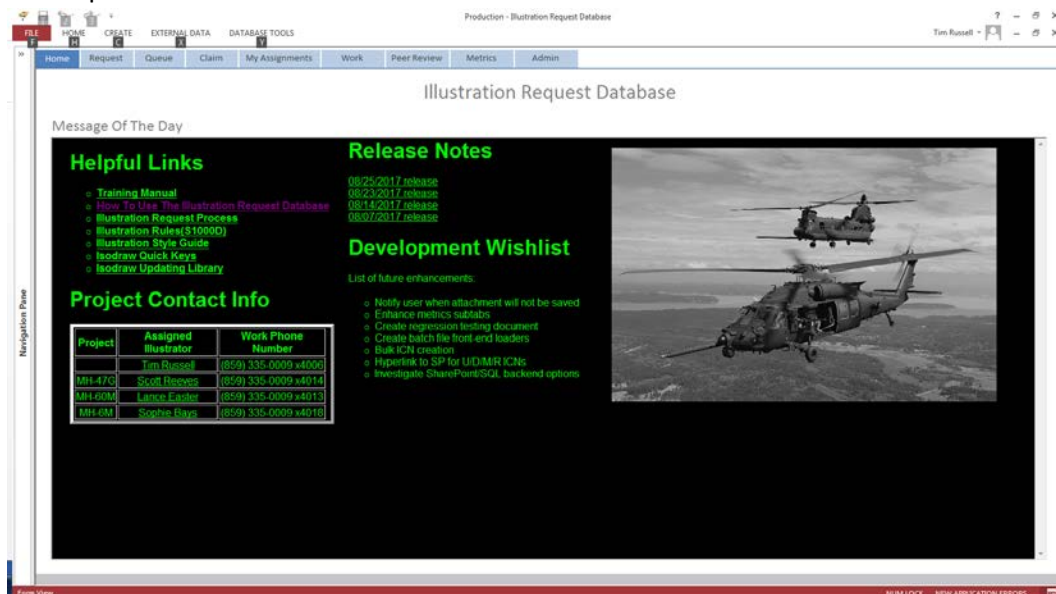 Production - Illustration Request Database
?
FILE HOME CREATE EXTERNAL DATA DATABASE TOOLS
Tim Russell
F H C X Y
Home Request Queue Claim My Assignments Work Peer Review Metrics Admin
Illustration Request Database
Message Of The Day
Helpful Links
Training Manual
How To Use The Illustration Request Database
Illustration Request Process
Illustration Rules(S1000D)
Illustration Style Guide
Isodraw Quick Keys
Isodraw Updating Library
Project Contact Info
Project Assigned Illustrator Work Phone Number
Tim Russell (859) 335-0009 x4006
MH-47G Scott Reeves (859) 335-0009 x4014
MH-60M Lance Easter (859) 335-0009 x4013
MH-6M Sophie Bays (859) 335-0009 x4018
Release Notes
08/25/2017 release
08/23/2017 release
08/14/2017 release
08/07/2017 release
Development Wishlist
List of future enhancements:
Notify user when attachment will not be saved
Enhance metrics subtabs
Create regression testing document
Create batch file front-end loaders
Bulk ICN creation
Hyperlink to SP for U/D/M/R ICNs
Investigate SharePoint/SQL backend options
Navigation Pane
Form View
NUM LOCK NEW APPLICATION ERRORS